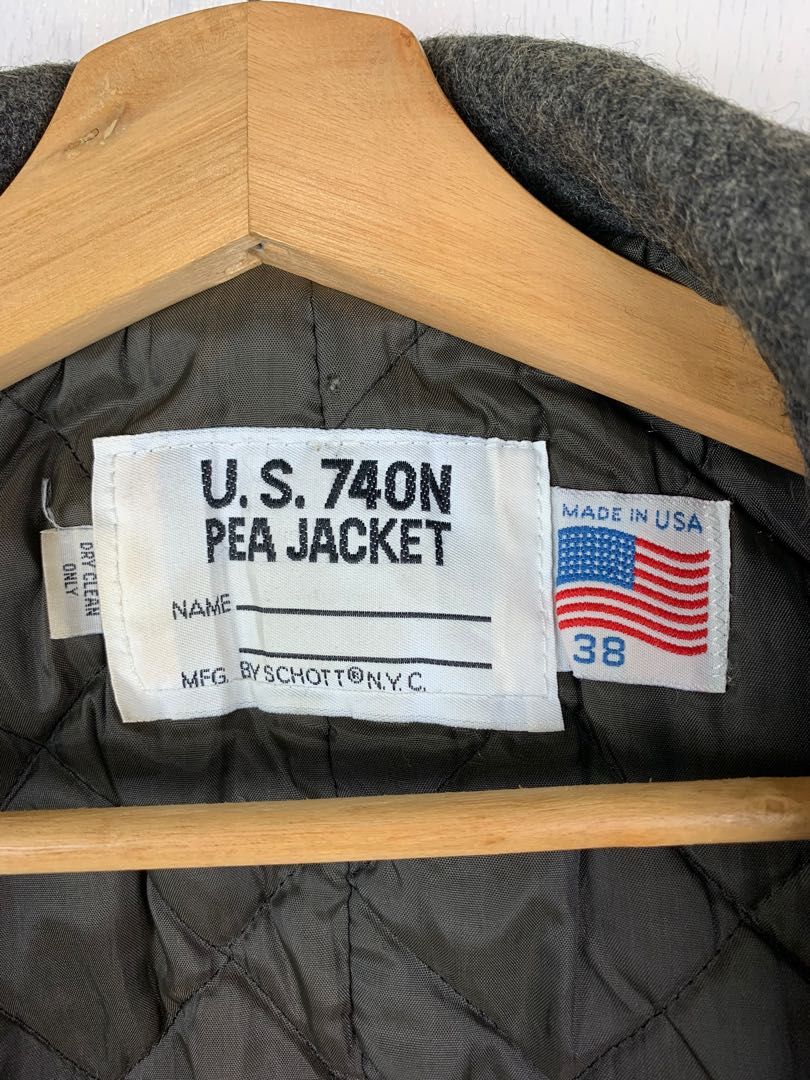 U.S. 740N
PEA JACKET
NAME
MFG. BY SCHOTT® N.Y.C.
MADE IN USA
38
DRY CLEAN
ONLY